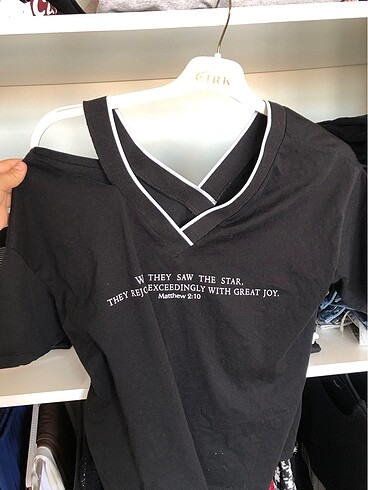 W THEY SAW THE STAR,
THEY REJO EXCEEDINGLY WITH GREAT JOY.
Matthew 2:10